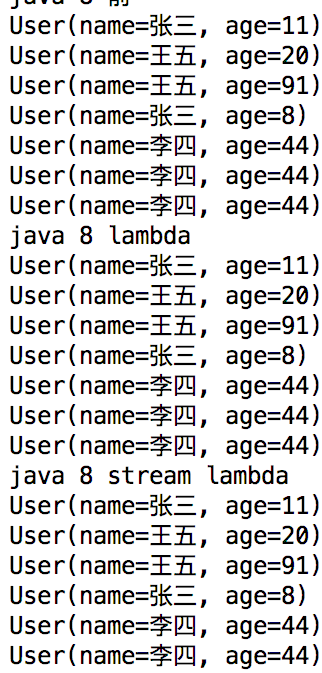 java 8 前
User(name=张三, age=11)
User(name=王五, age=20)
User(name=王五, age=91)
User(name=张三, age=8)
User(name=李四, age=44)
User(name=李四, age=44)
User(name=李四, age=44)
java 8 lambda
User(name=张三, age=11)
User(name=王五, age=20)
User(name=王五, age=91)
User(name=张三, age=8)
User(name=李四, age=44)
User(name=李四, age=44)
User(name=李四, age=44)
java 8 stream lambda
User(name=张三, age=11)
User(name=王五, age=20)
User(name=王五, age=91)
User(name=张三, age=8)
User(name=李四, age=44)
User(name=李四, age=44)